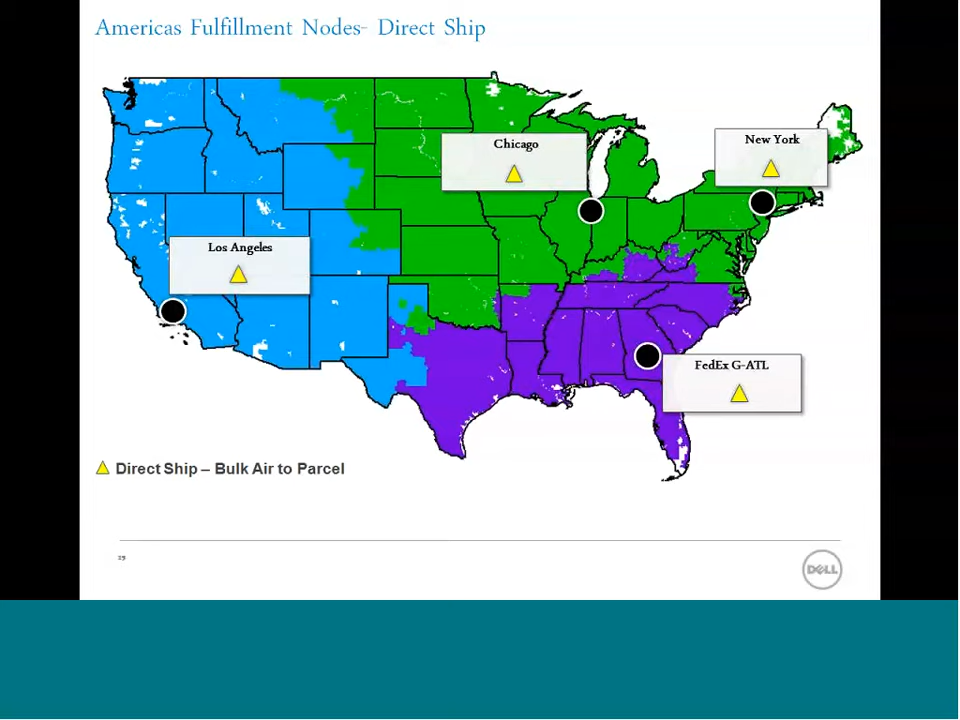 Americas Fulfillment Nodes- Direct Ship
Chicago
New York
Los Angeles
FedEx G-ATL
Direct Ship – Bulk Air to Parcel
25
DELL